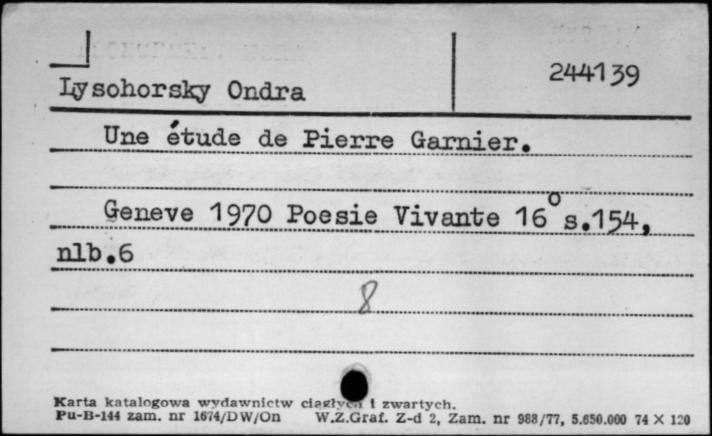 244139
Lysohorsky Ondra
Une étude de Pierre Garnier.
Geneve 1970 Poesie Vivante 16° s.154,
nlb.6
8
Karta katalogowa wydawnictw ciągłych i zwartych.
Pu-B-144 zam. nr 1674/DW/On W.Z.Graf. Z-d 2, Zam. nr 988/77, 5.650.000 74 X 120